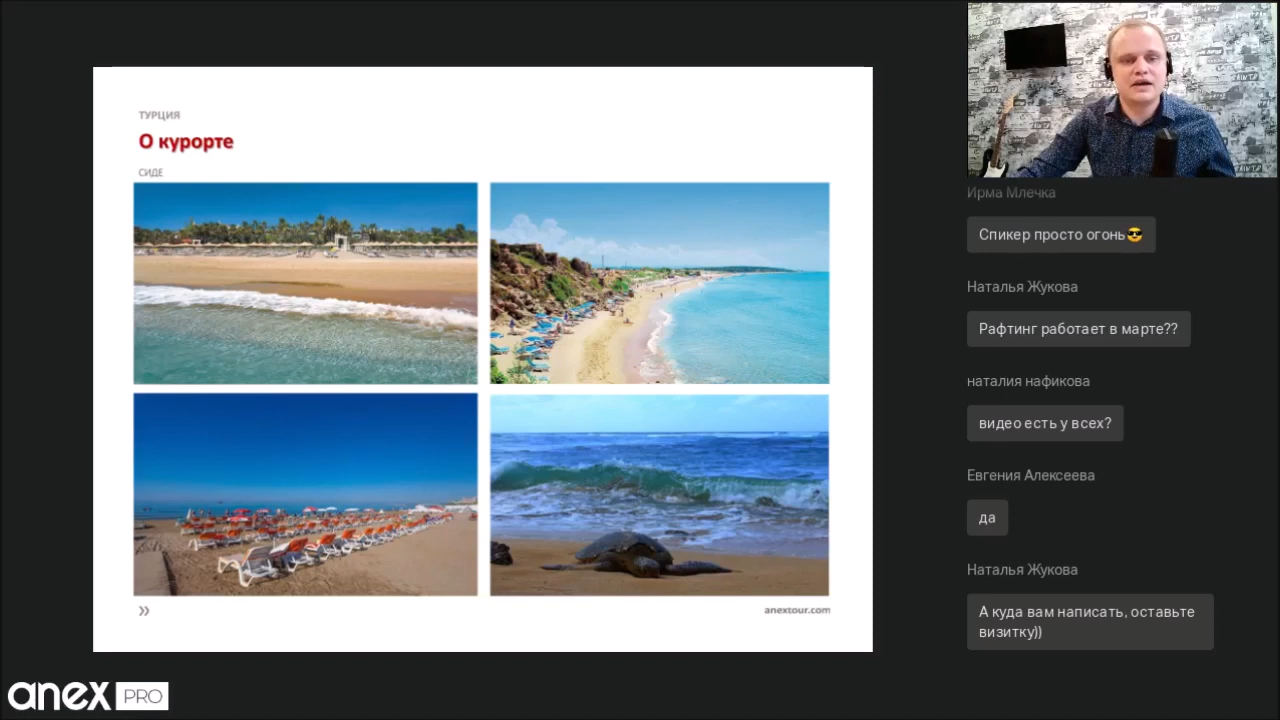 ТУРЦИЯ
О курорте
СИДЕ
anextour.com
anex PRO
Ирма Млечка
Спикер просто огонь😎
Наталья Жукова
Рафтинг работает в марте??
наталия нафикова
видео есть у всех?
Евгения Алексеева
да
Наталья Жукова
А куда вам написать, оставьте
визитку))